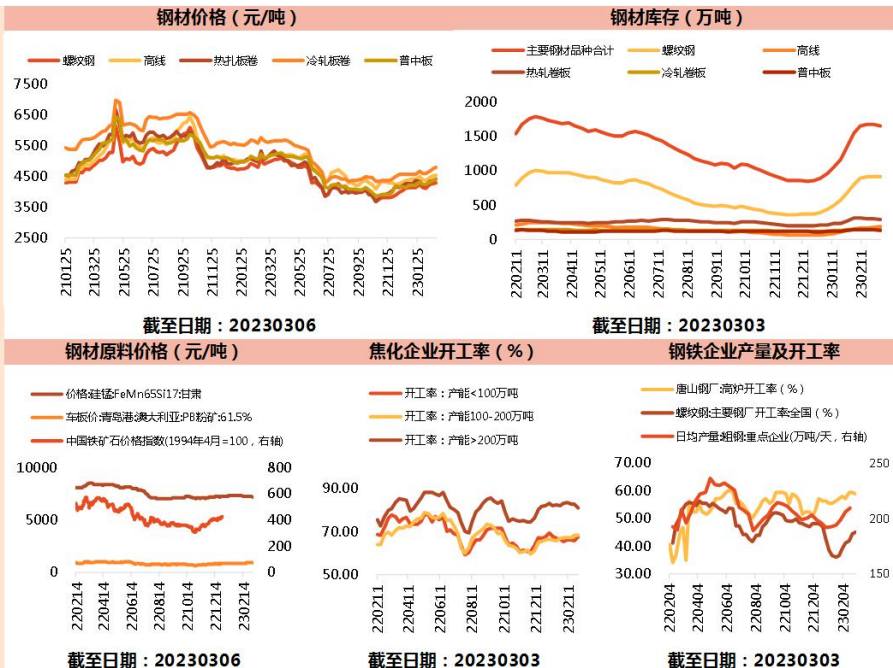 钢材价格（元/吨）
螺纹钢 高线 热扎板卷 冷轧板卷 普中板
7500
6500
5500
4500
3500
2500
210125 210325 210525 210725 210925 211125 220125 220325 220525 220725 220925 221125 230125
截至日期：20230306
钢材库存（万吨）
主要钢材品种合计 螺纹钢 高线
热轧卷板 冷轧卷板 普中板
2000
1500
1000
500
0
220211 220311 220411 220511 220611 220711 220811 220911 221011 221111 221211 230111 230211
截至日期：20230303
钢材原料价格（元/吨）
价格:硅锰:FeMn65Si17:甘肃
车板价:青岛港:澳大利亚:PB粉矿:61.5%
中国铁矿石价格指数(1994年4月=100，右轴)
10000 800
600
5000 400
200
0 0
220214 220414 220614 220814 221014 221214 230214
截至日期：20230306
焦化企业开工率（%）
开工率：产能<100万吨
开工率：产能100-200万吨
开工率：产能>200万吨
90.00
70.00
50.00
220211 220411 220611 220811 221011 221211 230211
截至日期：20230303
钢铁企业产量及开工率
唐山钢厂:高炉开工率（%）
螺纹钢:主要钢厂开工率:全国（%）
日均产量:粗钢:重点企业(万吨/天，右轴)
70.00 250
60.00
50.00 200
40.00
30.00 150
220204 220404 220604 220804 221004 221204 230204
截至日期：20230303